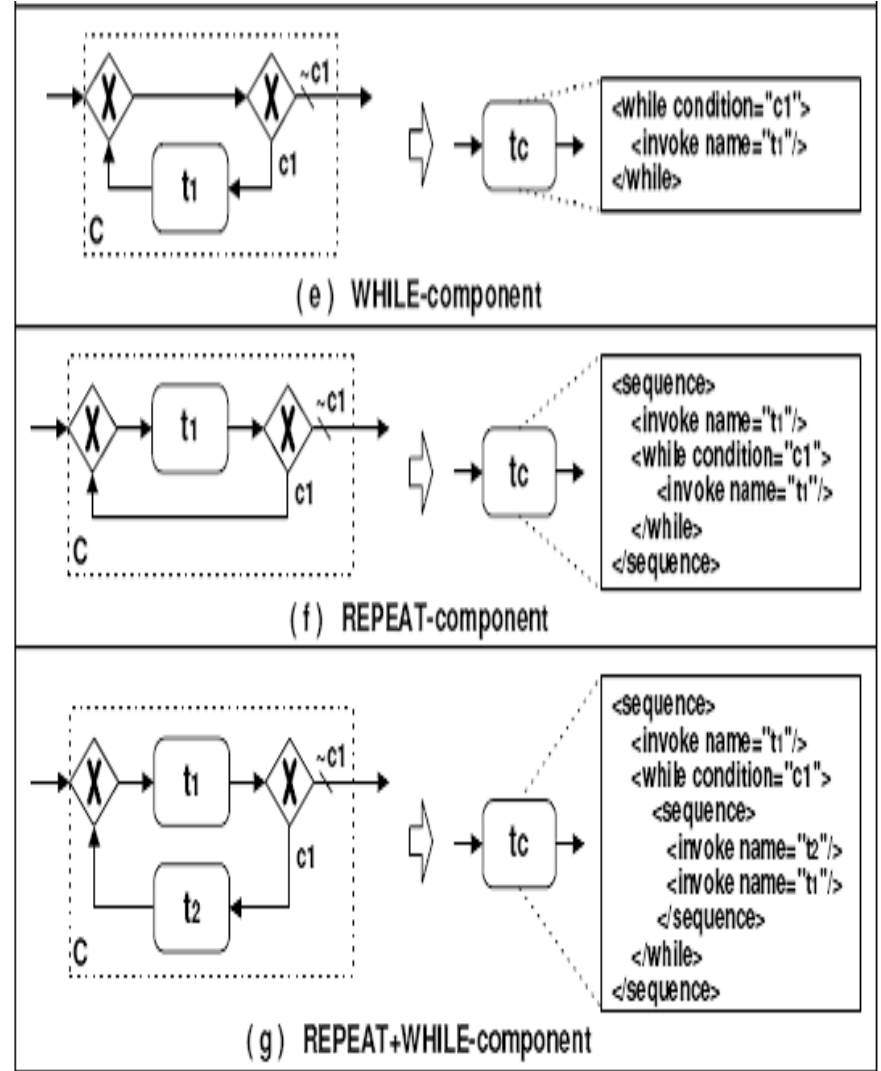 ~c1
t1
c1
C
tc
<while condition="c1">
<invoke name="t1"/>
</while>
(e) WHILE-component
~c1
t1
c1
C
tc
<sequence>
<invoke name="t1"/>
<while condition="c1">
<invoke name="t1"/>
</while>
</sequence>
(f) REPEAT-component
~c1
t1
c1
t2
C
tc
<sequence>
<invoke name="t1"/>
<while condition="c1">
<sequence>
<invoke name="t2"/>
<invoke name="t1"/>
</sequence>
</while>
</sequence>
(g) REPEAT+WHILE-component